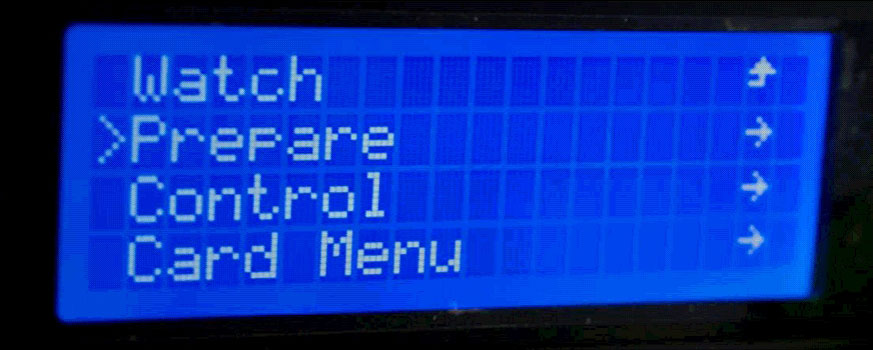 Watch ⬏
>Prepare →
Control →
Card Menu →